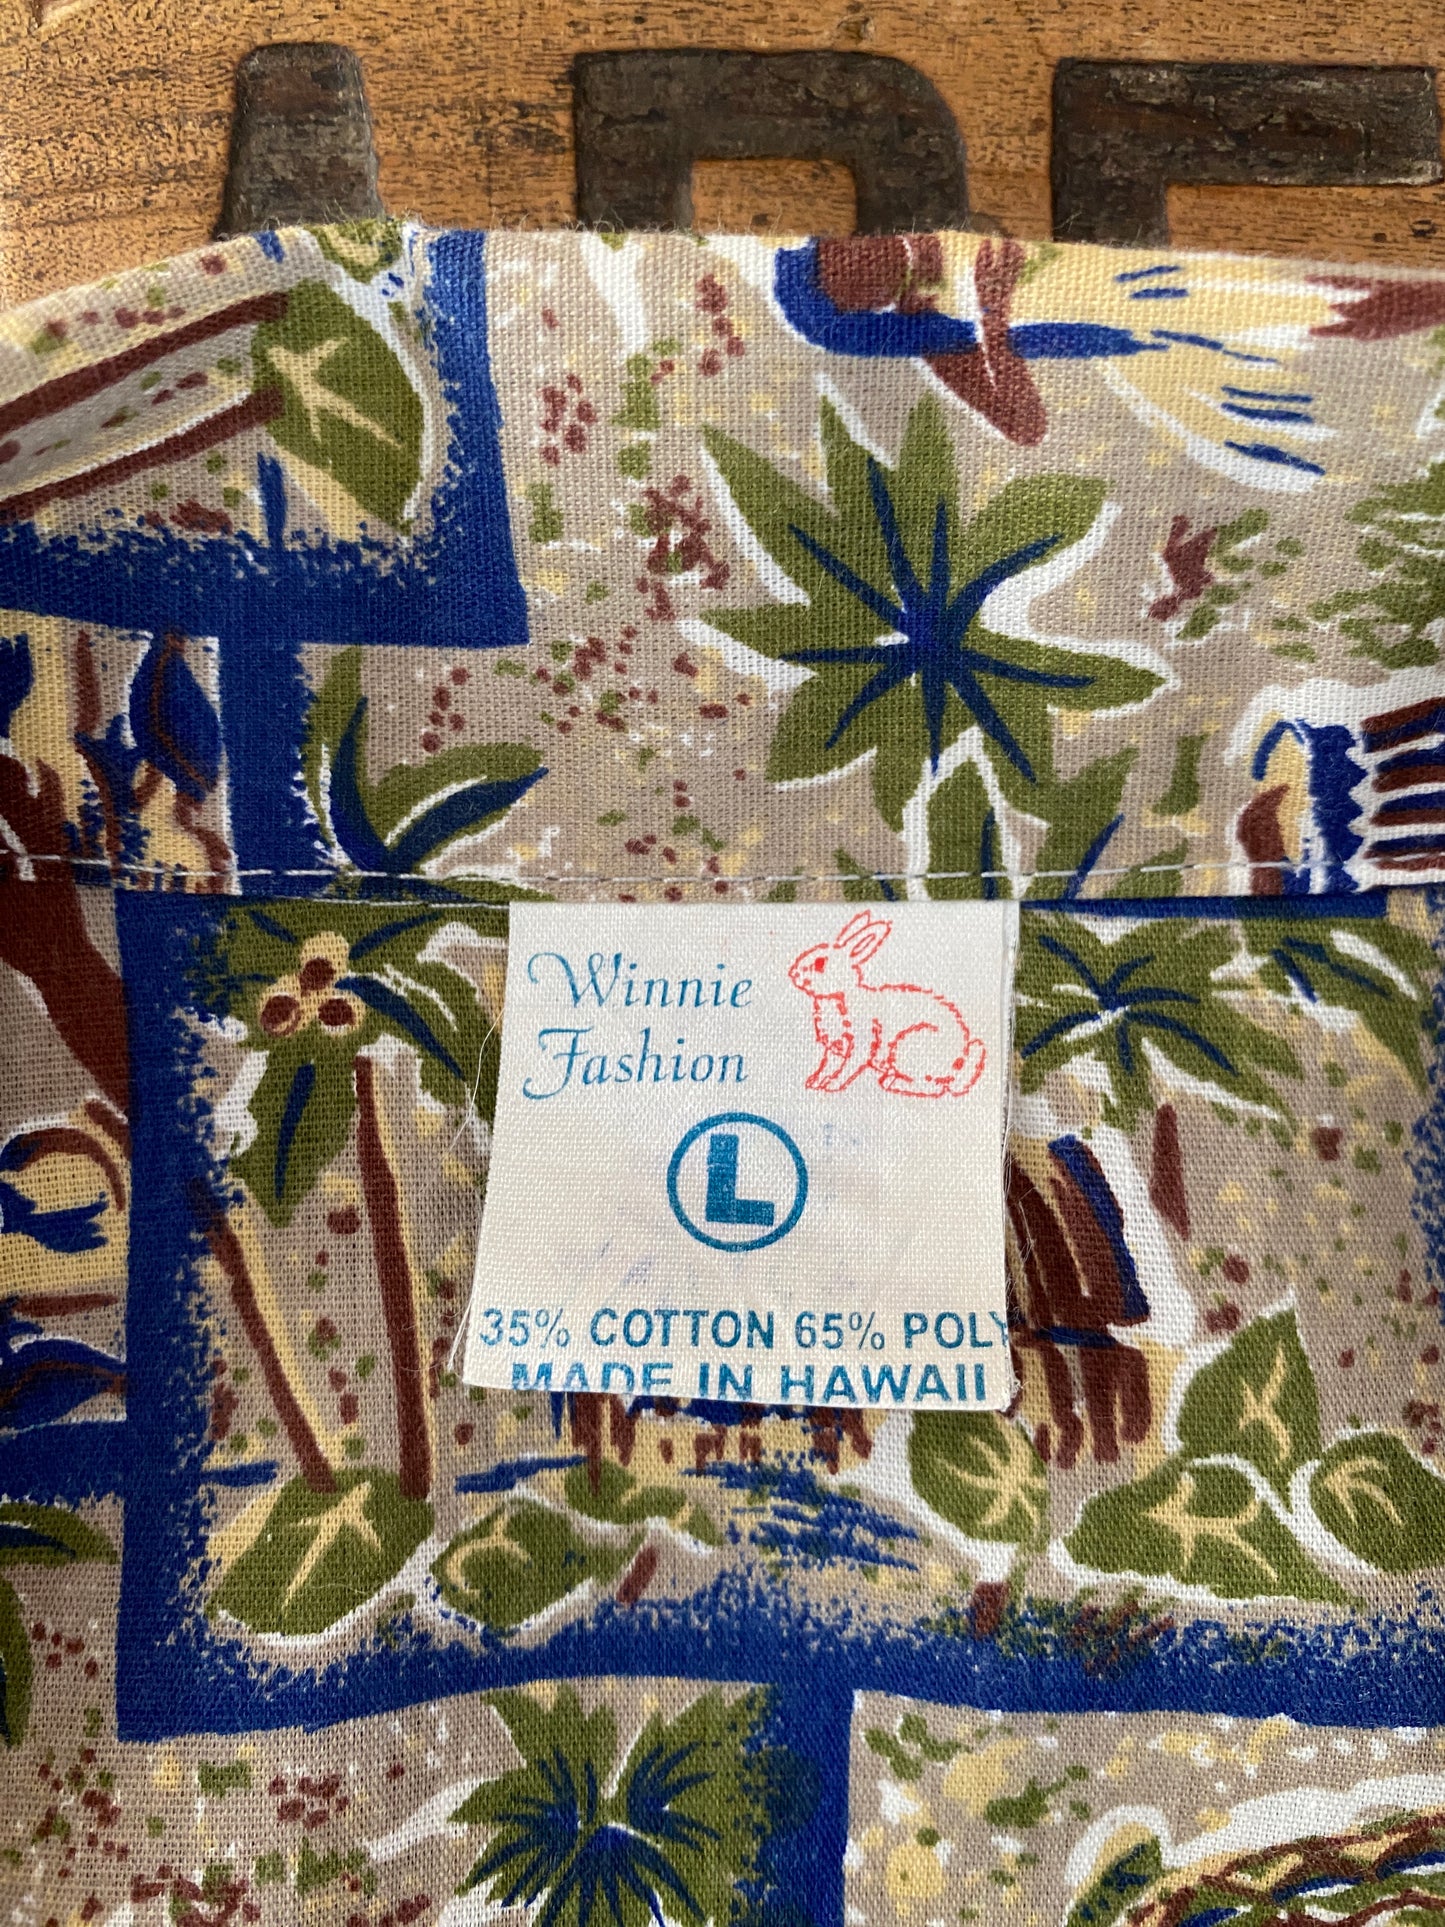 Winnie
Fashion
L
35% COTTON 65% POLY
MADE IN HAWAII